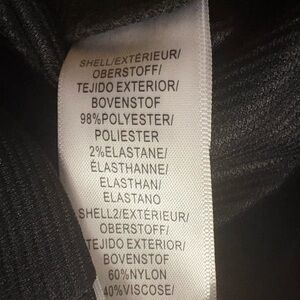 SHELL/EXTÉRIEUR/
OBERSTOFF/
TEJIDO EXTERIOR/
BOVENSTOF
98%POLYESTER/
POLIESTER
2%ELASTANE/
ÉLASTHANNE/
ELASTHAN/
ELASTANO
SHELL2/EXTÉRIEUR/
OBERSTOFF/
TEJIDO EXTERIOR/
BOVENSTOF
60%NYLON
40%VISCOSE/